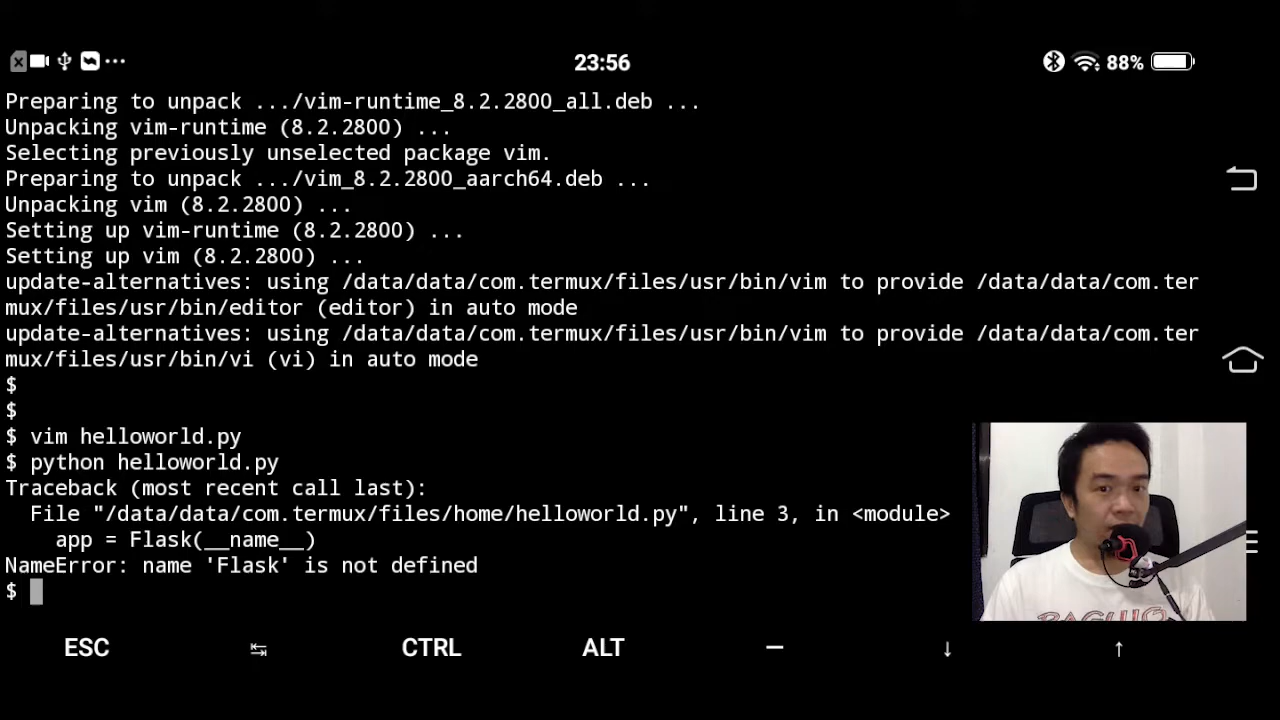 23:56
88%
Preparing to unpack .../vim-runtime_8.2.2800_all.deb ...
Unpacking vim-runtime (8.2.2800) ...
Selecting previously unselected package vim.
Preparing to unpack .../vim_8.2.2800_aarch64.deb ...
Unpacking vim (8.2.2800) ...
Setting up vim-runtime (8.2.2800) ...
Setting up vim (8.2.2800) ...
update-alternatives: using /data/data/com.termux/files/usr/bin/vim to provide /data/data/com.ter
mux/files/usr/bin/editor (editor) in auto mode
update-alternatives: using /data/data/com.termux/files/usr/bin/vim to provide /data/data/com.ter
mux/files/usr/bin/vi (vi) in auto mode
$
$
$ vim helloworld.py
$ python helloworld.py
Traceback (most recent call last):
  File "/data/data/com.termux/files/home/helloworld.py", line 3, in <module>
    app = Flask(__name__)
NameError: name 'Flask' is not defined
$
BAGUIO
ESC ↹ CTRL ALT — ↓ ↑